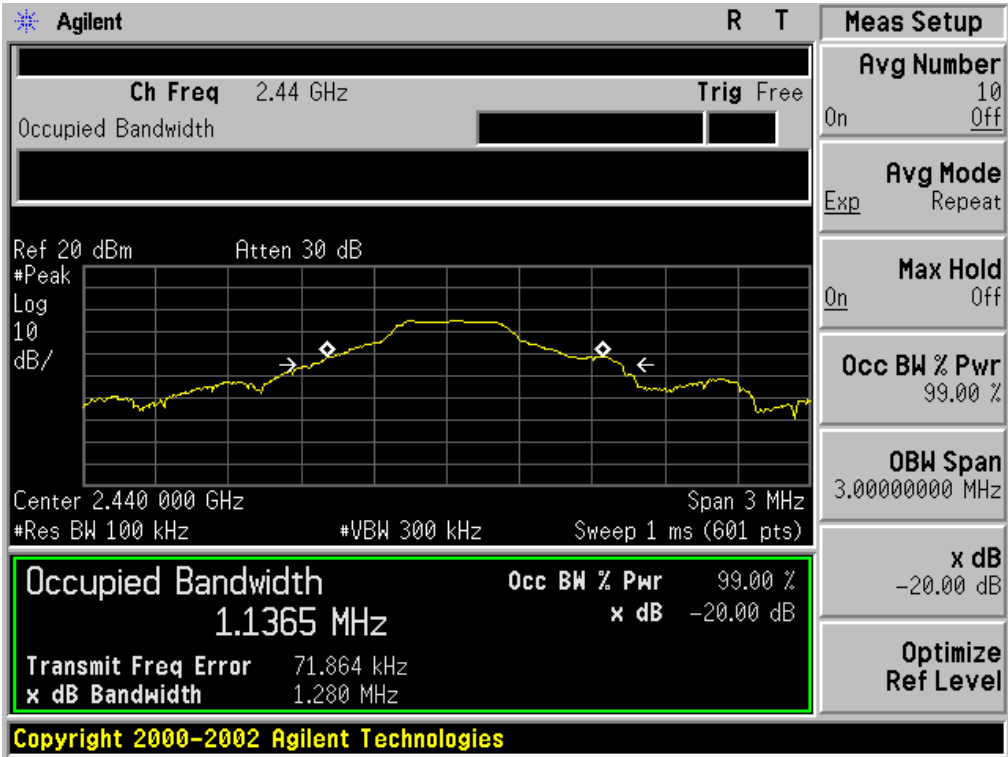 Agilent R T
Meas Setup
Ch Freq 2.44 GHz Trig Free
Occupied Bandwidth
Ref 20 dBm Atten 30 dB
#Peak
Log
10
dB/
Center 2.440 000 GHz Span 3 MHz
#Res BW 100 kHz #VBW 300 kHz Sweep 1 ms (601 pts)
Occupied Bandwidth Occ BW % Pwr 99.00 %
1.1365 MHz x dB -20.00 dB
Transmit Freq Error 71.864 kHz
x dB Bandwidth 1.280 MHz
Copyright 2000-2002 Agilent Technologies
Avg Number
10
On Off
Avg Mode
Exp Repeat
Max Hold
On Off
Occ BW % Pwr
99.00 %
OBW Span
3.00000000 MHz
x dB
-20.00 dB
Optimize
Ref Level